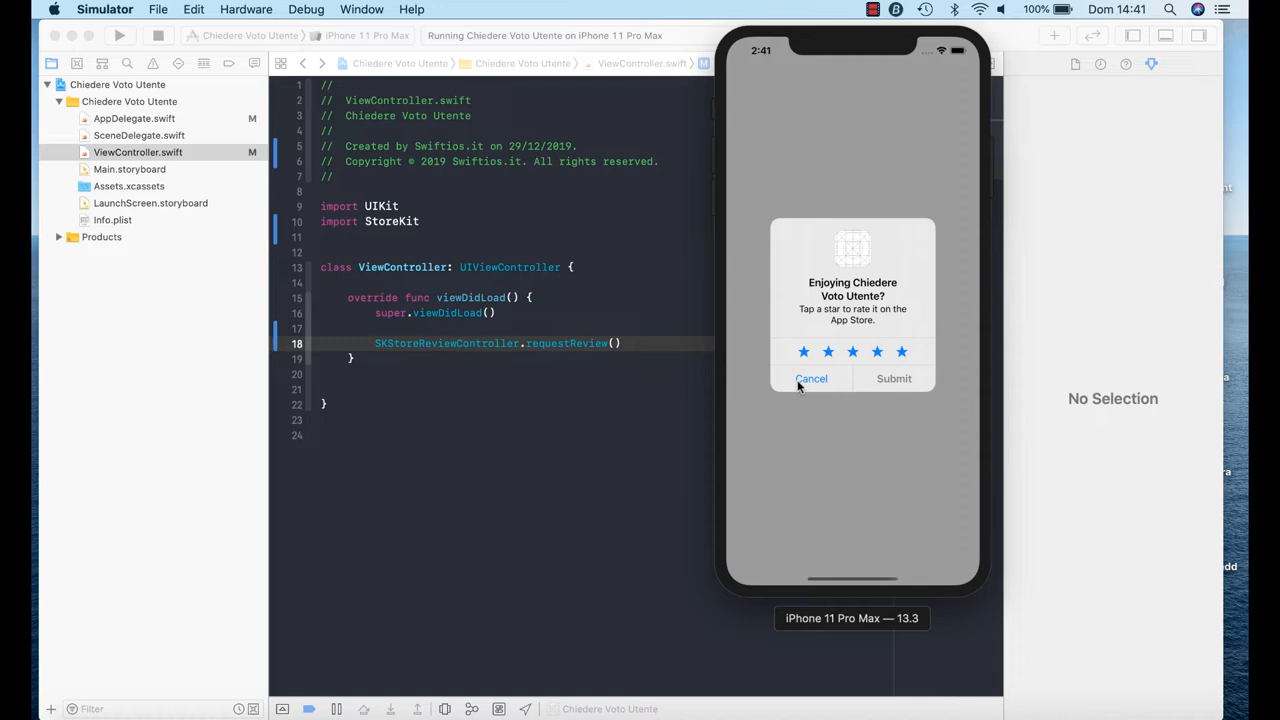 Simulator File Edit Hardware Debug Window Help 100% Dom 14:41
Chiedere Voto Utente iPhone 11 Pro Max Running Chiedere Voto Utente on iPhone 11 Pro Max
Chiedere Voto Utente Chiedere Voto Utente ViewController.swift M
Chiedere Voto Utente
Chiedere Voto Utente
AppDelegate.swift M
SceneDelegate.swift
ViewController.swift M
Main.storyboard
Assets.xcassets
LaunchScreen.storyboard
Info.plist
Products
Filter
1 //
2 // ViewController.swift
3 // Chiedere Voto Utente
4 //
5 // Created by Swiftios.it on 29/12/2019.
6 // Copyright © 2019 Swiftios.it. All rights reserved.
7 //
8
9 import UIKit
10 import StoreKit
11
12
13 class ViewController: UIViewController {
14
15 override func viewDidLoad() {
16 super.viewDidLoad()
17
18 SKStoreReviewController.requestReview()
19 }
20
21
22 }
23
24
Chiedere Voto Utente
2:41
Enjoying Chiedere
Voto Utente?
Tap a star to rate it on the
App Store.
Cancel Submit
iPhone 11 Pro Max — 13.3
No Selection